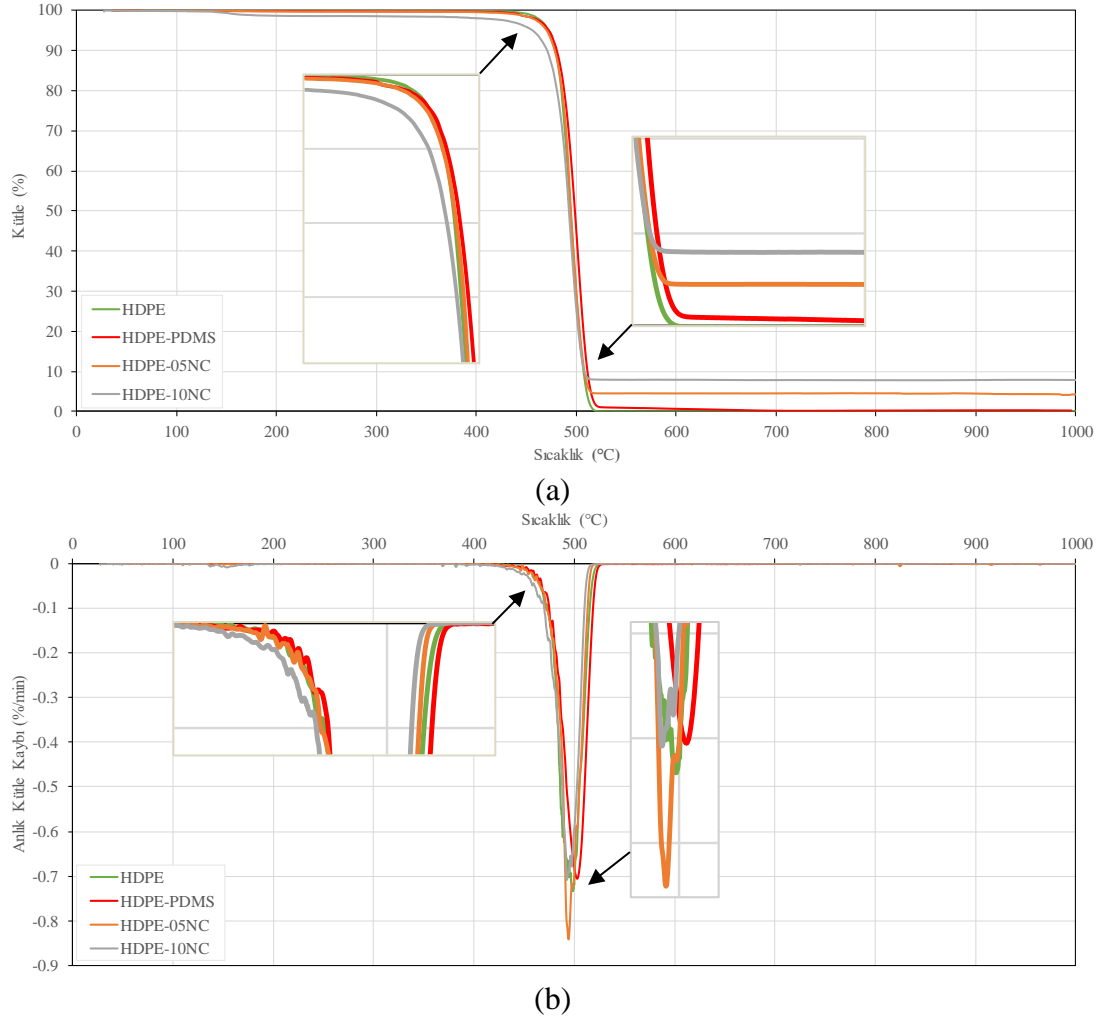 100
90
80
70
60
50
40
30
20
10
0
Kütle (%)
HDPE
HDPE-PDMS
HDPE-05NC
HDPE-10NC
0 100 200 300 400 500 600 700 800 900 1000
Sıcaklık (°C)
(a)
Sıcaklık (°C)
0 100 200 300 400 500 600 700 800 900 1000
0
-0.1
-0.2
-0.3
-0.4
-0.5
-0.6
-0.7
-0.8
-0.9
Anlık Kütle Kaybı (%/min)
HDPE
HDPE-PDMS
HDPE-05NC
HDPE-10NC
(b)